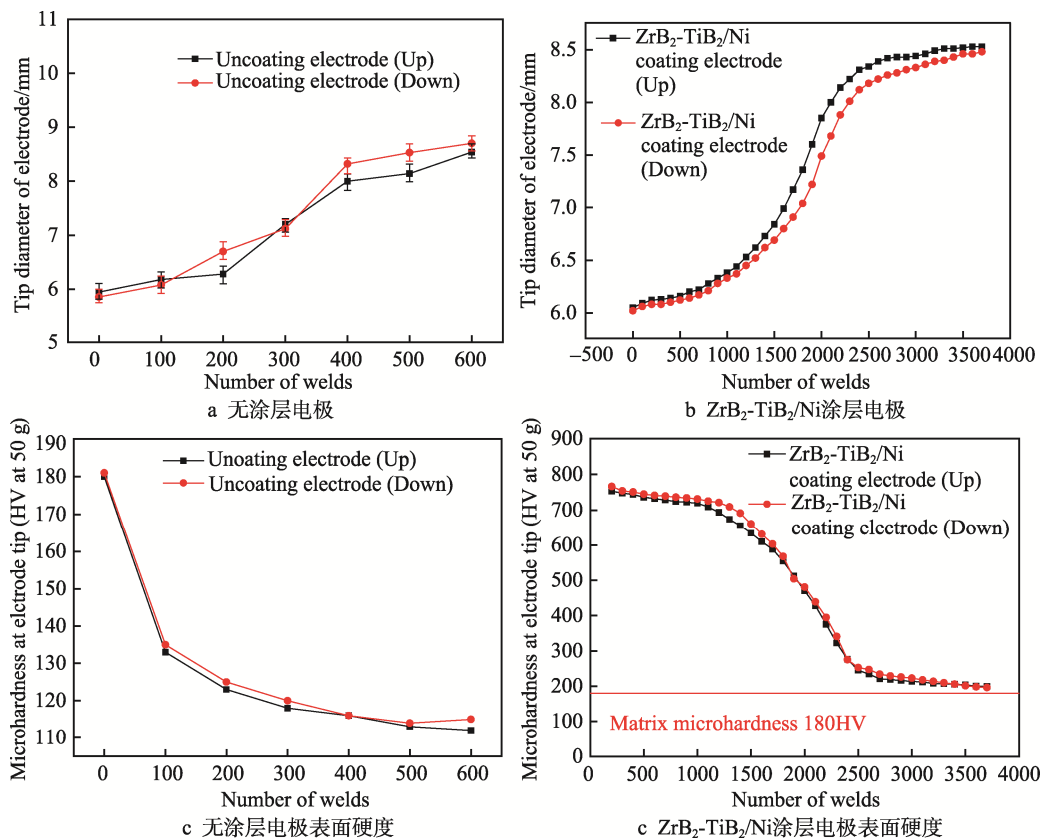 11
10
9
8
7
6
5
Tip diameter of electrode/mm
Uncoating electrode (Up)
Uncoating electrode (Down)
0 100 200 300 400 500 600
Number of welds
a 无涂层电极
8.5
8.0
7.5
7.0
6.5
6.0
Tip diameter of electrode/mm
ZrB₂-TiB₂/Ni
coating electrode
(Up)
ZrB₂-TiB₂/Ni
coating electrode
(Down)
–500 0 500 1000 1500 2000 2500 3000 3500 4000
Number of welds
b ZrB₂-TiB₂/Ni涂层电极
190
180
170
160
150
140
130
120
110
Microhardness at elctrode tip (HV at 50 g)
Unoating electrode (Up)
Uncoating electrode (Down)
0 100 200 300 400 500 600
Number of welds
c 无涂层电极表面硬度
900
800
700
600
500
400
300
200
100
0
Microhardness at elctrode tip (HV at 50 g)
ZrB₂-TiB₂/Ni
coating electrode (Up)
ZrB₂-TiB₂/Ni
coating clectrodc (Down)
Matrix microhardness 180HV
0 500 1000 1500 2000 2500 3000 3500 4000
Number of welds
c ZrB₂-TiB₂/Ni涂层电极表面硬度